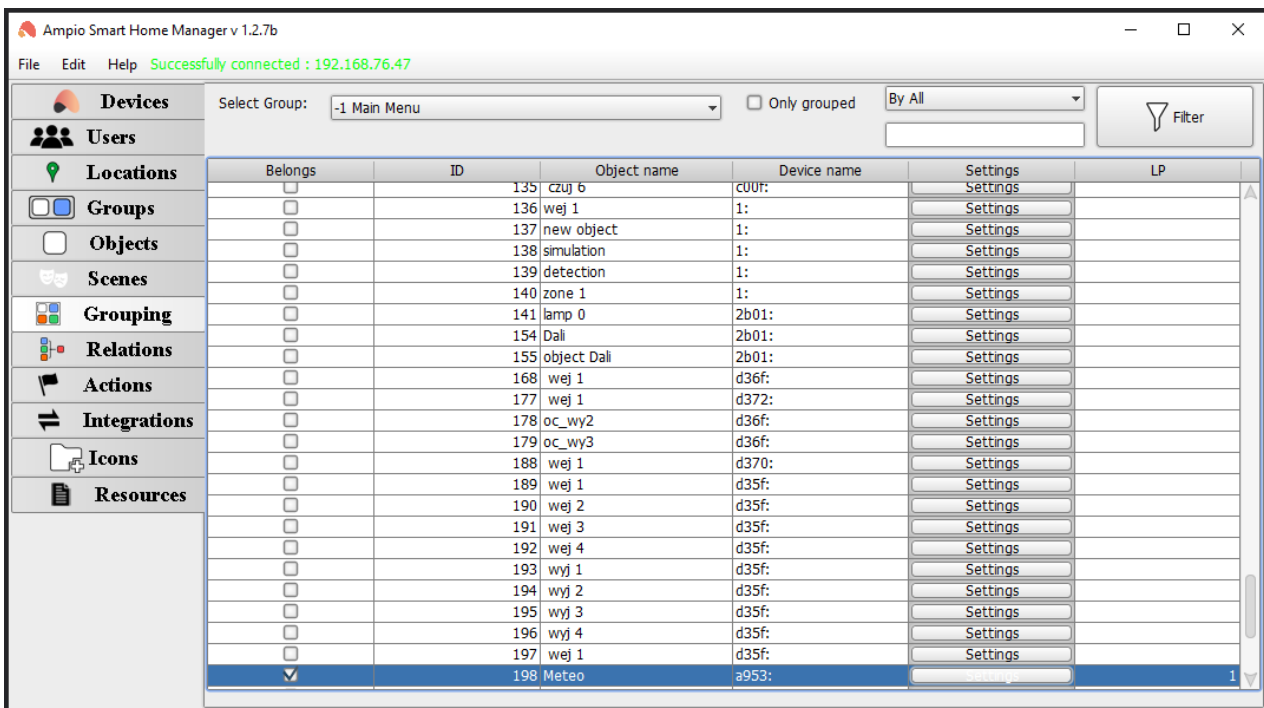 Ampio Smart Home Manager v 1.2.7b
File Edit Help Successfully connected : 192.168.76.47
Devices
Users
Locations
Groups
Objects
Scenes
Grouping
Relations
Actions
Integrations
Icons
Resources
Select Group: -1 Main Menu Only grouped By All Filter
Belongs ID Object name Device name Settings LP
135 czuj 6 c00f: Settings
136 wej 1 1: Settings
137 new object 1: Settings
138 simulation 1: Settings
139 detection 1: Settings
140 zone 1 1: Settings
141 lamp 0 2b01: Settings
154 Dali 2b01: Settings
155 object Dali 2b01: Settings
168 wej 1 d36f: Settings
177 wej 1 d372: Settings
178 oc_wy2 d36f: Settings
179 oc_wy3 d36f: Settings
188 wej 1 d370: Settings
189 wej 1 d35f: Settings
190 wej 2 d35f: Settings
191 wej 3 d35f: Settings
192 wej 4 d35f: Settings
193 wyj 1 d35f: Settings
194 wyj 2 d35f: Settings
195 wyj 3 d35f: Settings
196 wyj 4 d35f: Settings
197 wej 1 d35f: Settings
198 Meteo a953: Settings 1